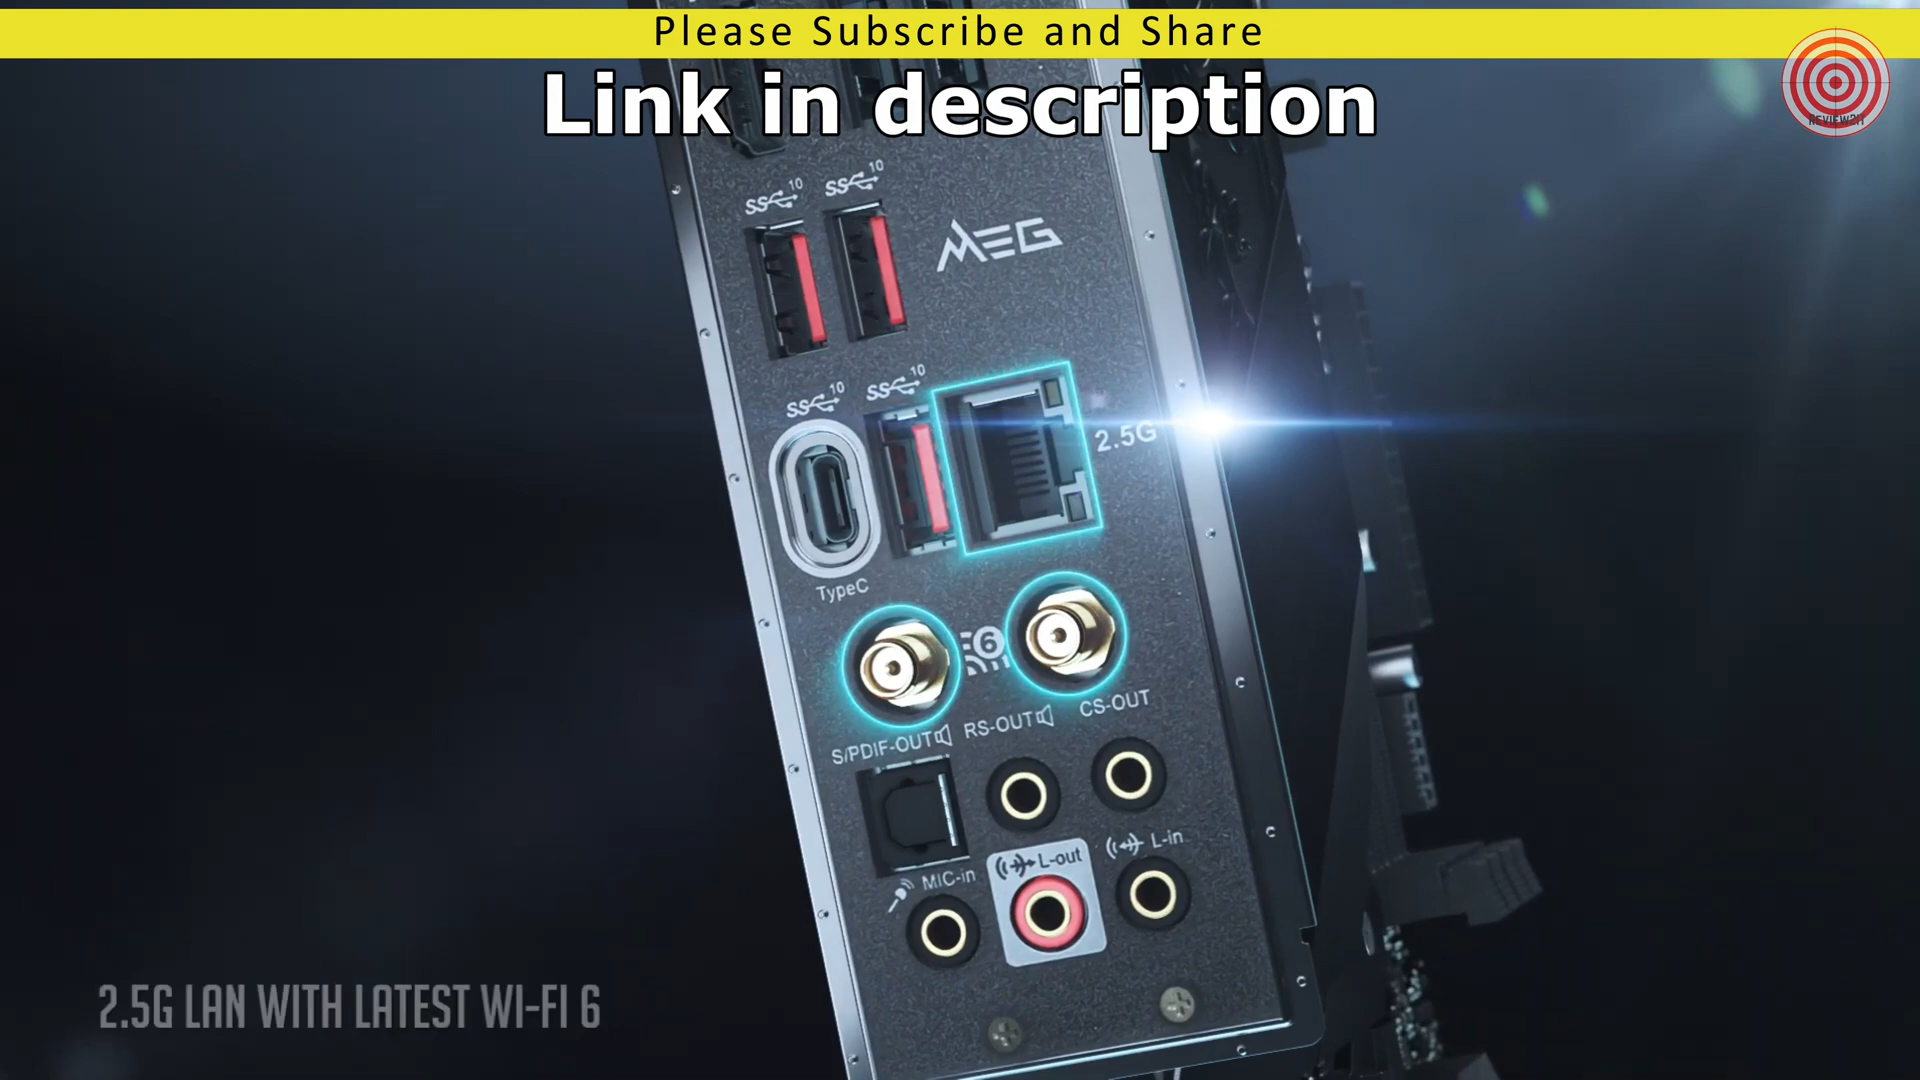 Please Subscribe and Share
Link in description
REVIEW2M
SS 10
SS 10
MEG
SS 10
SS 10
2.5G
TypeC
6
S/PDIF-OUT
RS-OUT
CS-OUT
MIC-in
L-out
L-in
2.5G LAN WITH LATEST WI-FI 6